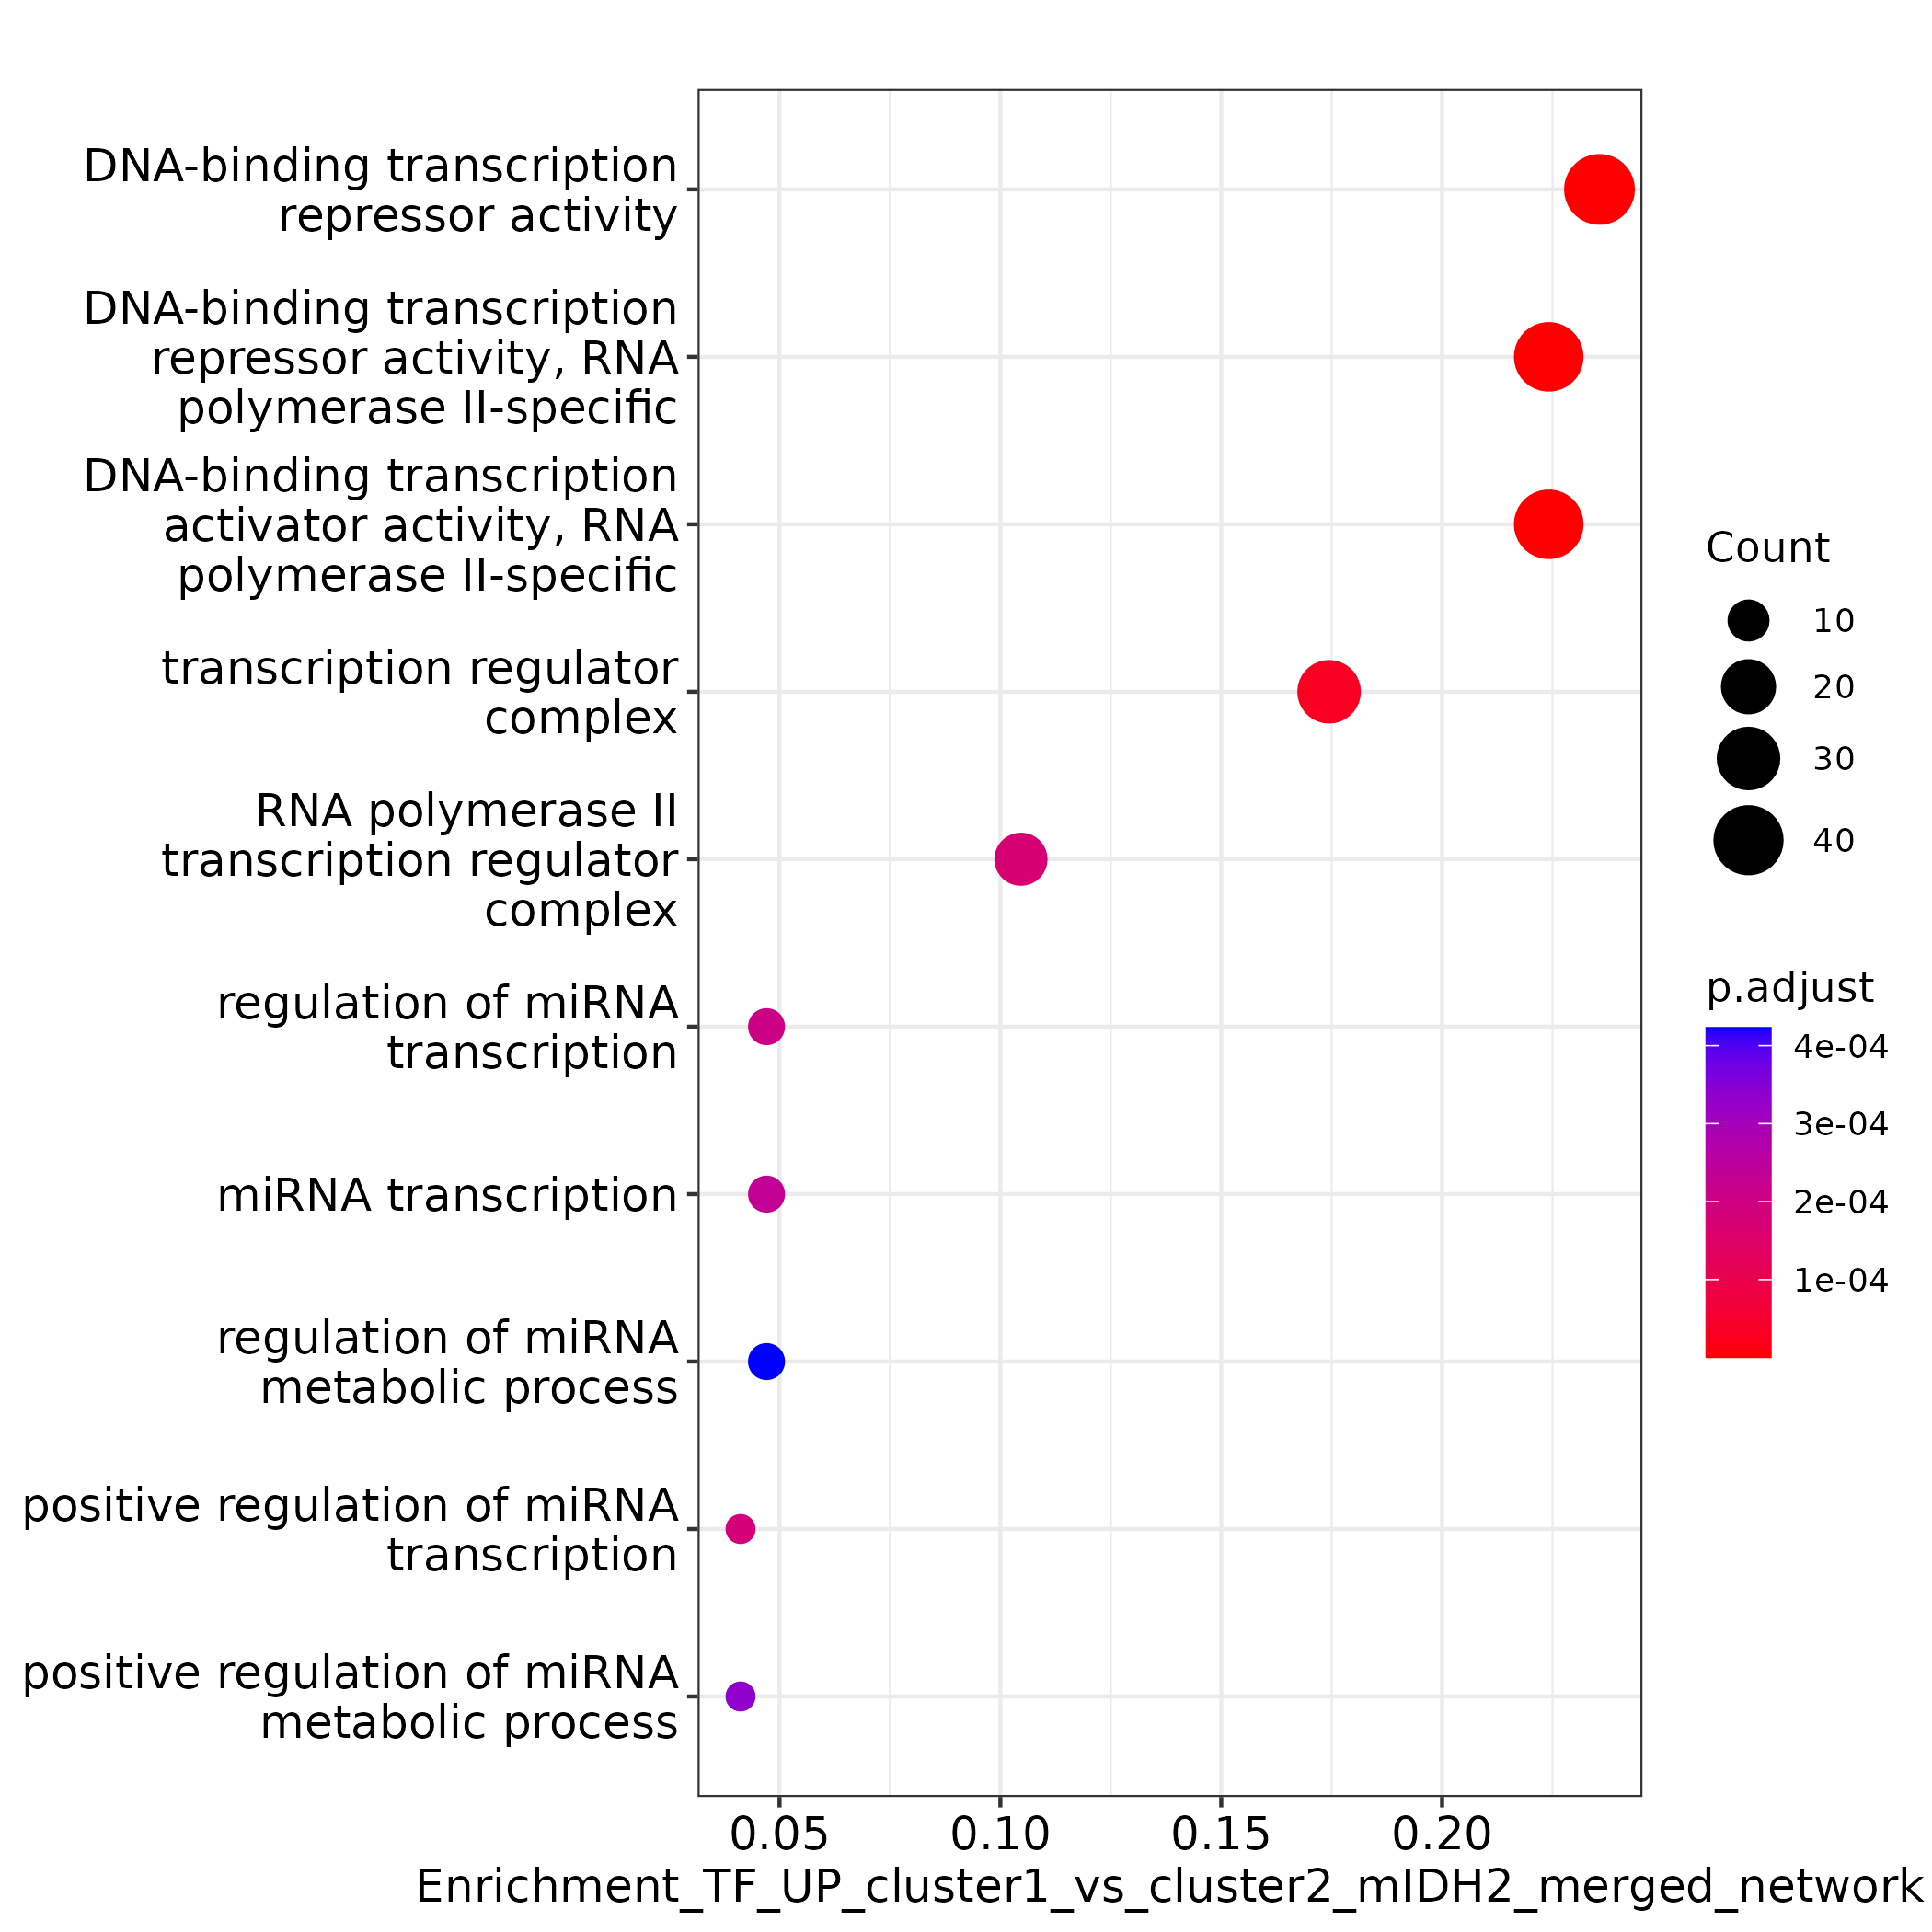 DNA-binding transcription
repressor activity
DNA-binding transcription
repressor activity, RNA
polymerase II-specific
DNA-binding transcription
activator activity, RNA
polymerase II-specific
transcription regulator
complex
RNA polymerase II
transcription regulator
complex
regulation of miRNA
transcription
miRNA transcription
regulation of miRNA
metabolic process
positive regulation of miRNA
transcription
positive regulation of miRNA
metabolic process
0.05
0.10
0.15
0.20
Enrichment_TF_UP_cluster1_vs_cluster2_mIDH2_merged_network
Count
10
20
30
40
p.adjust
4e-04
3e-04
2e-04
1e-04